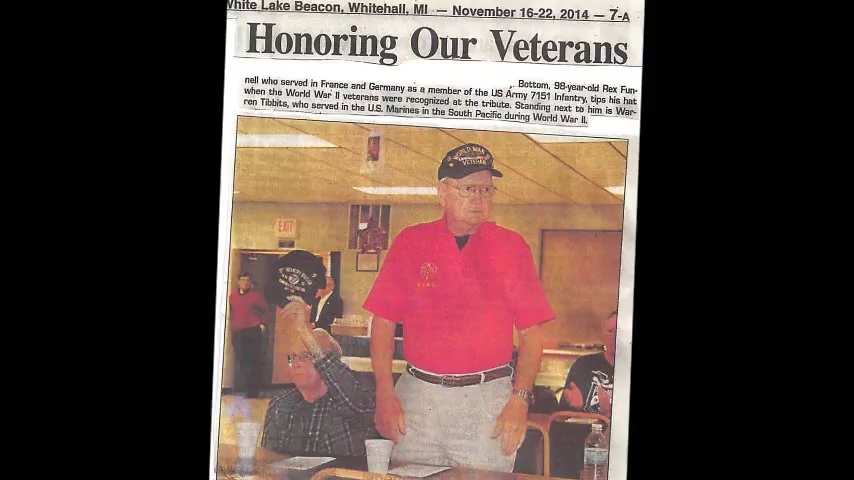 White Lake Beacon, Whitehall, MI — November 16-22, 2014 — 7-A
Honoring Our Veterans
Bottom, 98-year-old Rex Fun-
nell who served in France and Germany as a member of the US Army 7151 Infantry, tips his hat
when the World War II veterans were recognized at the tribute. Standing next to him is War-
ren Tibbits, who served in the U.S. Marines in the South Pacific during World War II.
WORLD WAR II
VETERAN
EXIT